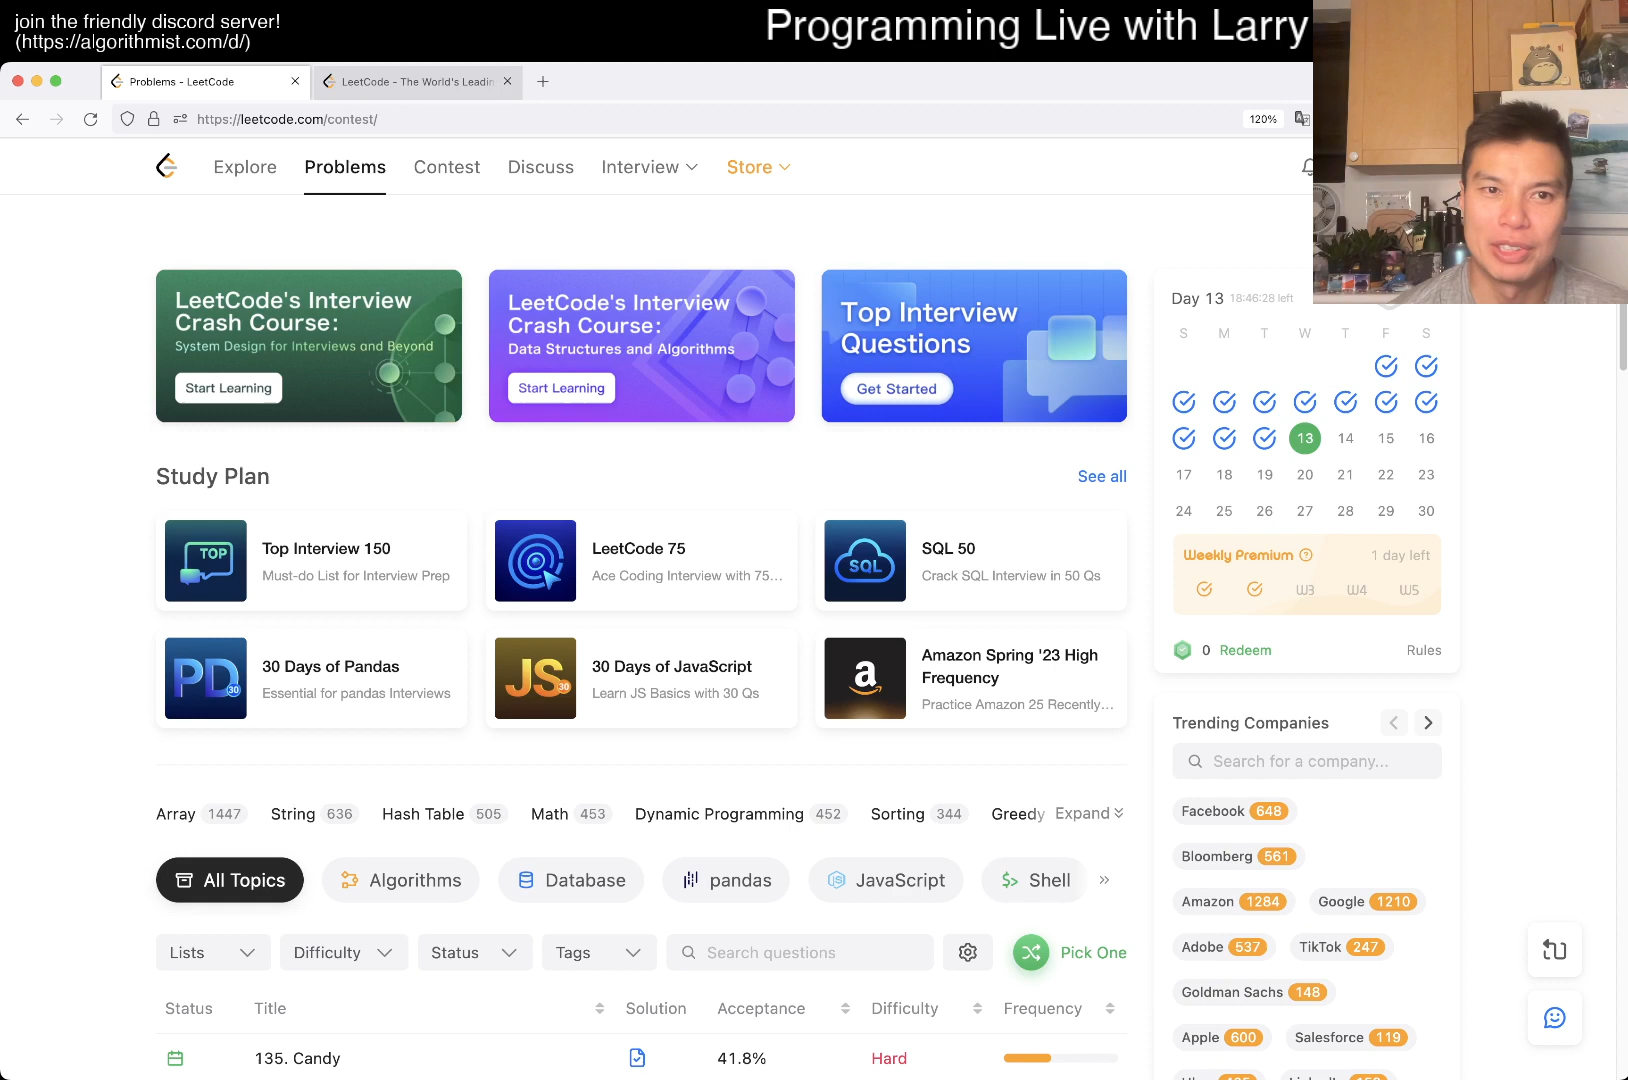 join the friendly discord server!
(https://algorithmist.com/d/)
Programming Live with Larry
Problems - LeetCode
LeetCode - The World's Leadin
https://leetcode.com/contest/
120%
Explore
Problems
Contest
Discuss
Interview
Store
LeetCode's Interview
Crash Course:
System Design for Interviews and Beyond
Start Learning
LeetCode's Interview
Crash Course:
Data Structures and Algorithms
Start Learning
Top Interview
Questions
Get Started
Day 13 18:46:28 left
S M T W T F S
13 14 15 16
17 18 19 20 21 22 23
24 25 26 27 28 29 30
Weekly Premium 1 day left
W3 W4 W5
0 Redeem Rules
Study Plan
See all
Top Interview 150
Must-do List for Interview Prep
TOP
LeetCode 75
Ace Coding Interview with 75...
SQL 50
Crack SQL Interview in 50 Qs
SQL
30 Days of Pandas
Essential for pandas Interviews
PD 30
30 Days of JavaScript
Learn JS Basics with 30 Qs
JS 30
Amazon Spring '23 High
Frequency
Practice Amazon 25 Recently...
a
Trending Companies
Search for a company...
Facebook 648
Bloomberg 561
Amazon 1284 Google 1210
Adobe 537 TikTok 247
Goldman Sachs 148
Apple 600 Salesforce 119
Array 1447 String 636 Hash Table 505 Math 453 Dynamic Programming 452 Sorting 344 Greedy Expand
All Topics Algorithms Database pandas JavaScript Shell
Lists Difficulty Status Tags Search questions Pick One
Status Title Solution Acceptance Difficulty Frequency
135. Candy 41.8% Hard